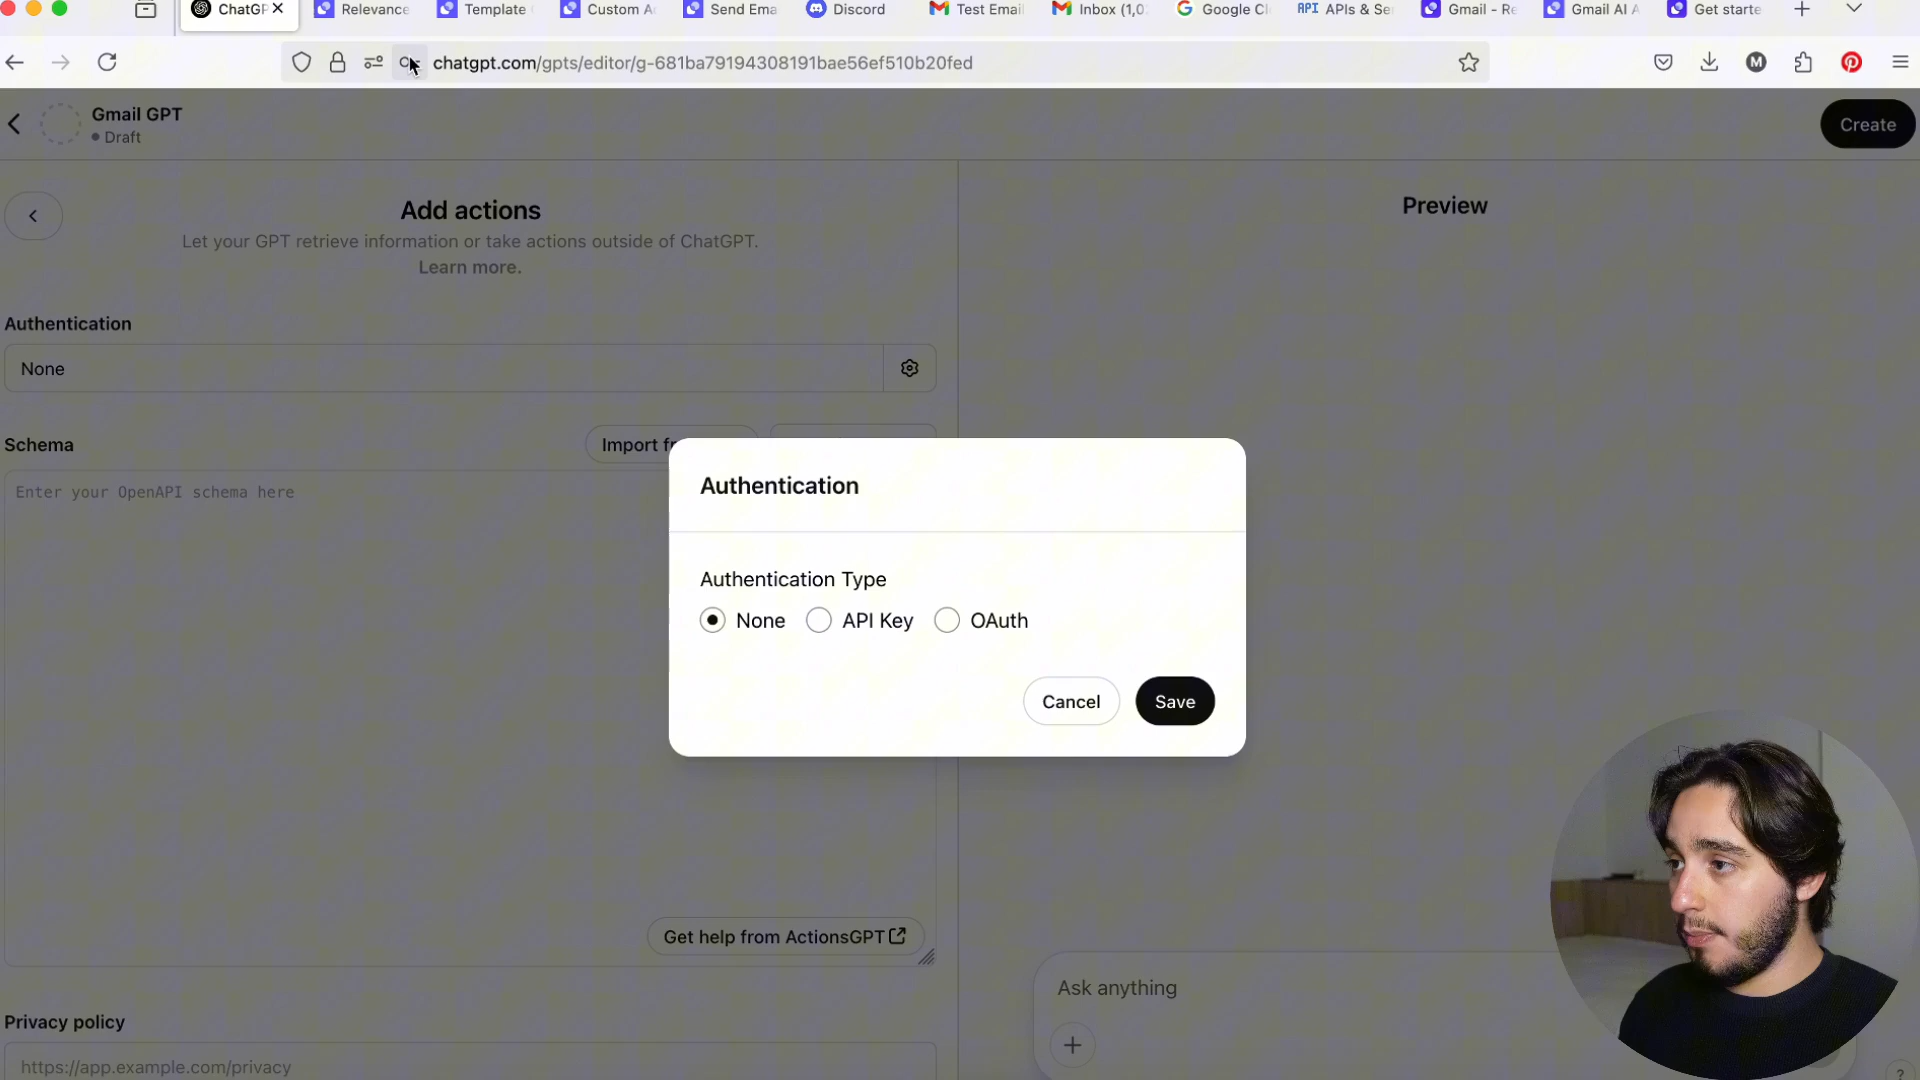 ChatGP
Relevance
Template
Custom A
Send Ema
Discord
Test Email
Inbox (1,0
Google Cl
API APIs & Se
Gmail - Re
Gmail AI A
Get starte
chatgpt.com/gpts/editor/g-681ba79194308191bae56ef510b20fed
M
Gmail GPT
Draft
Create
Add actions
Let your GPT retrieve information or take actions outside of ChatGPT.
Learn more.
Preview
Authentication
None
Schema
Import fr
Enter your OpenAPI schema here
Authentication
Authentication Type
None
API Key
OAuth
Cancel
Save
Get help from ActionsGPT
Ask anything
Privacy policy
https://app.example.com/privacy
?